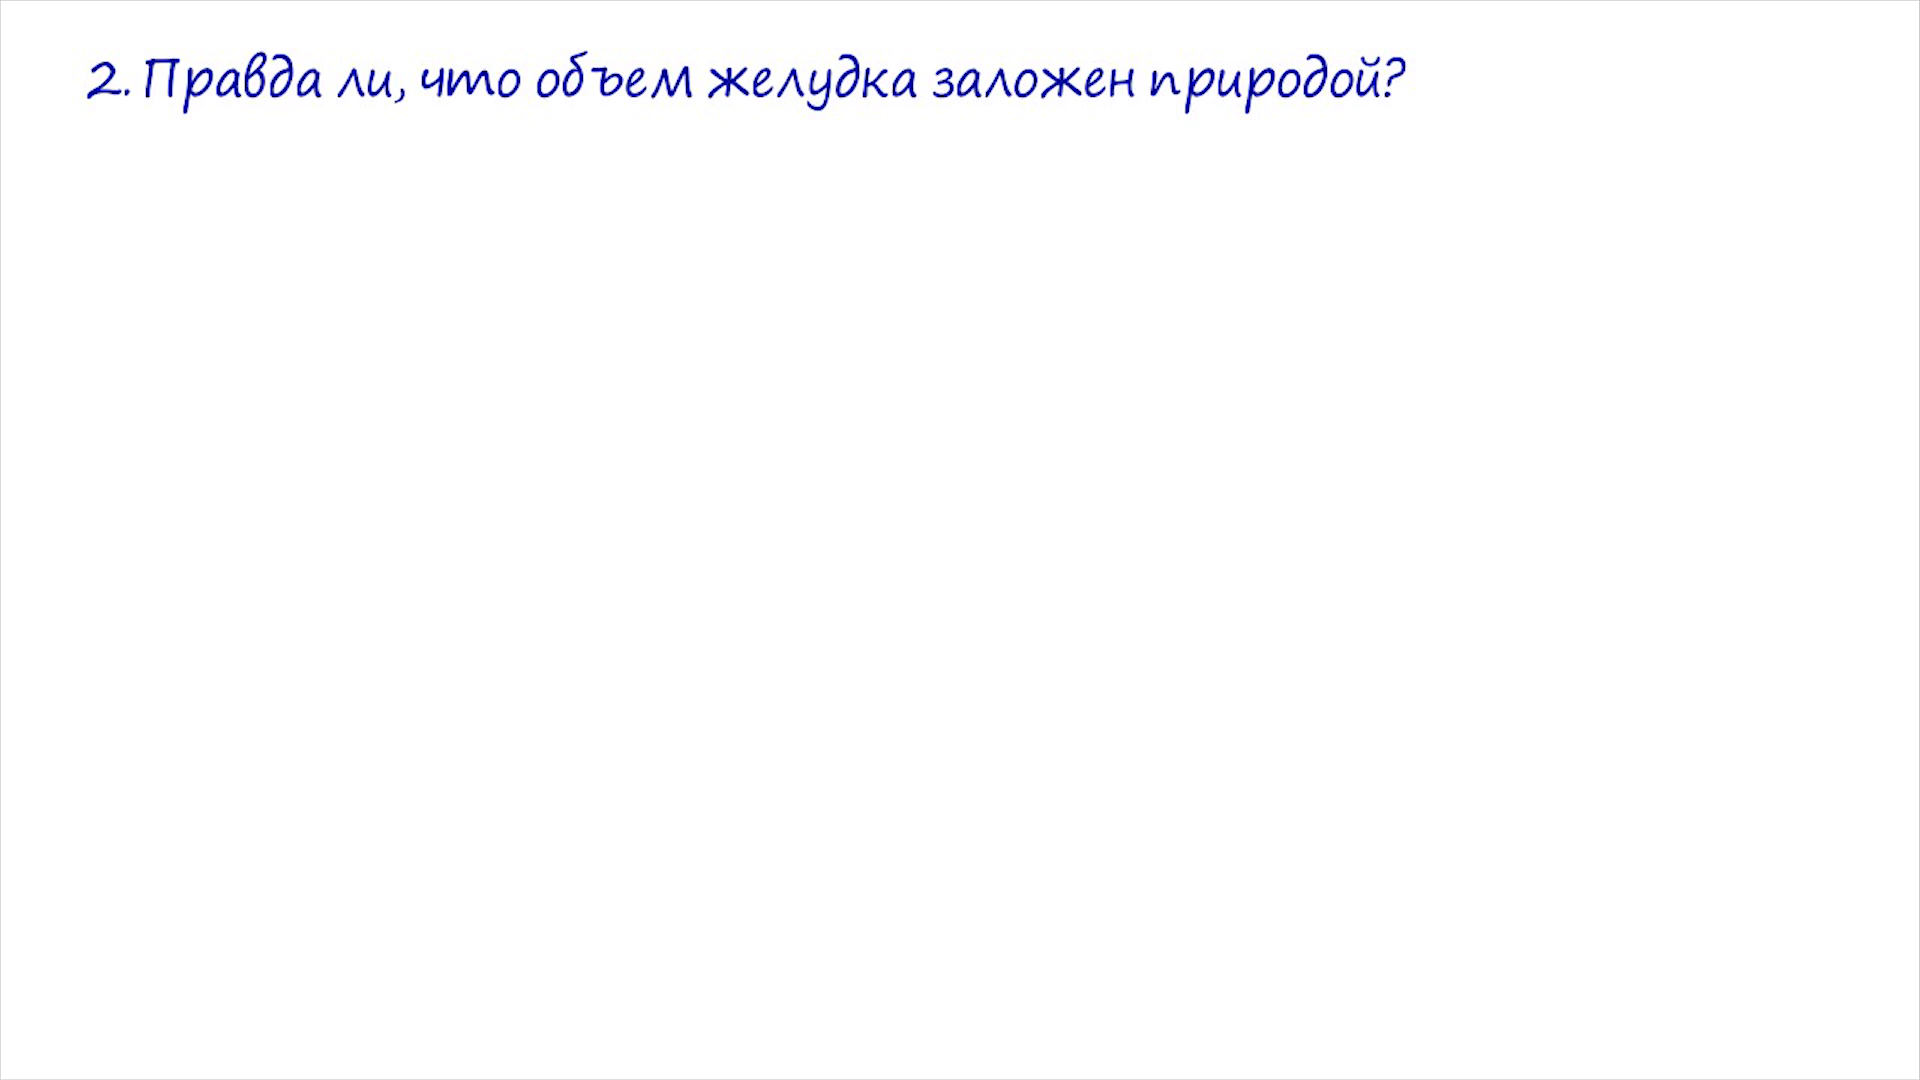 2. Правда ли, что объем желудка заложен природой?